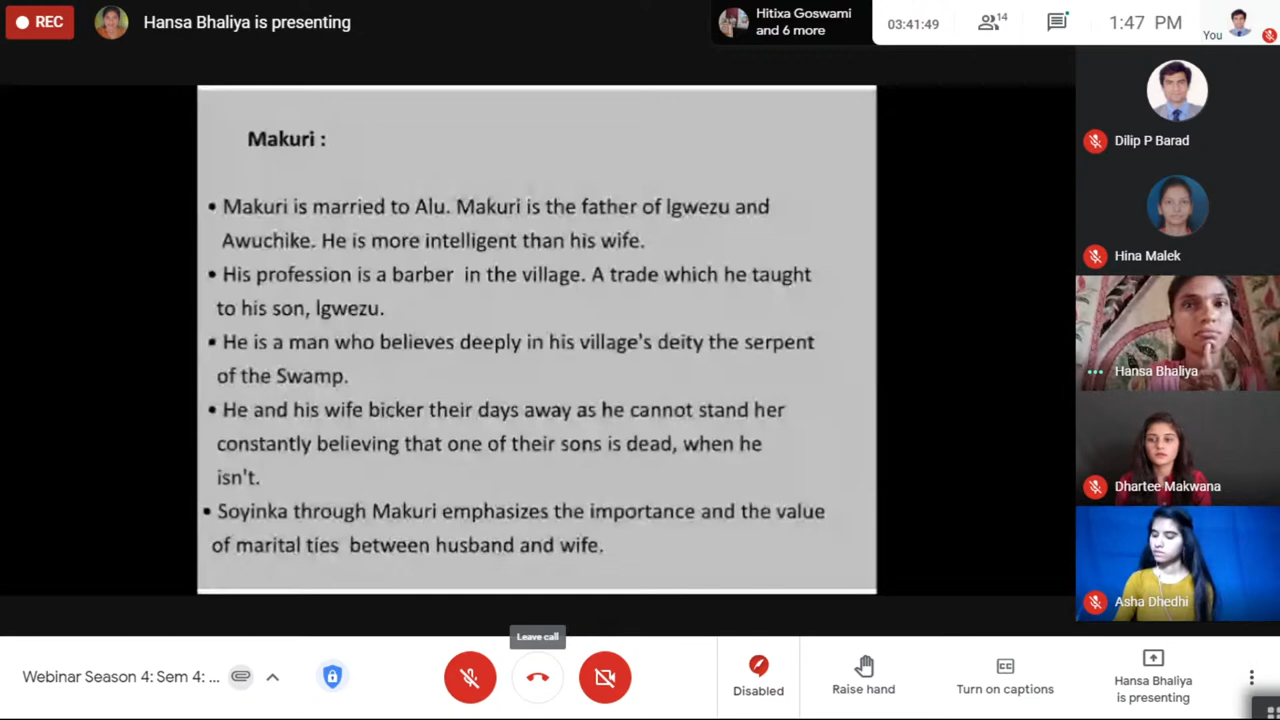 REC
Hansa Bhaliya is presenting
Hitixa Goswami
and 6 more
03:41:49
14
1:47 PM
You
Makuri :
• Makuri is married to Alu. Makuri is the father of Igwezu and
Awuchike. He is more intelligent than his wife.
• His profession is a barber in the village. A trade which he taught
to his son, Igwezu.
• He is a man who believes deeply in his village's deity the serpent
of the Swamp.
• He and his wife bicker their days away as he cannot stand her
constantly believing that one of their sons is dead, when he
isn't.
• Soyinka through Makuri emphasizes the importance and the value
of marital ties between husband and wife.
Dilip P Barad
Hina Malek
Hansa Bhaliya
Dhartee Makwana
Asha Dhedhi
Leave call
Webinar Season 4: Sem 4: ...
Disabled
Raise hand
CC
Turn on captions
Hansa Bhaliya
is presenting